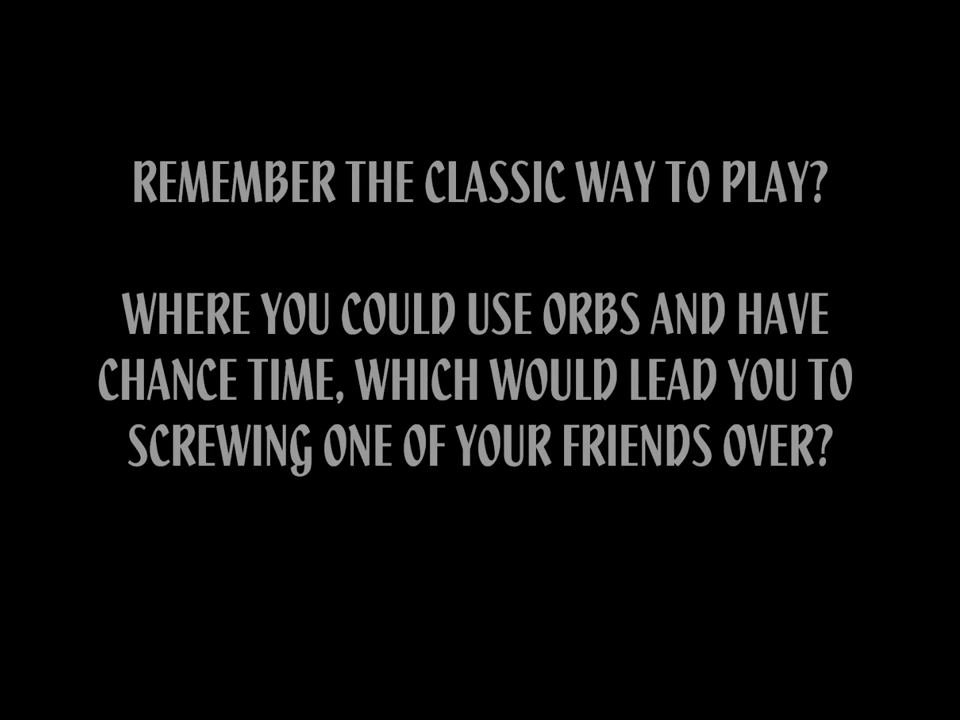 REMEMBER THE CLASSIC WAY TO PLAY?
WHERE YOU COULD USE ORBS AND HAVE
CHANCE TIME, WHICH WOULD LEAD YOU TO
SCREWING ONE OF YOUR FRIENDS OVER?